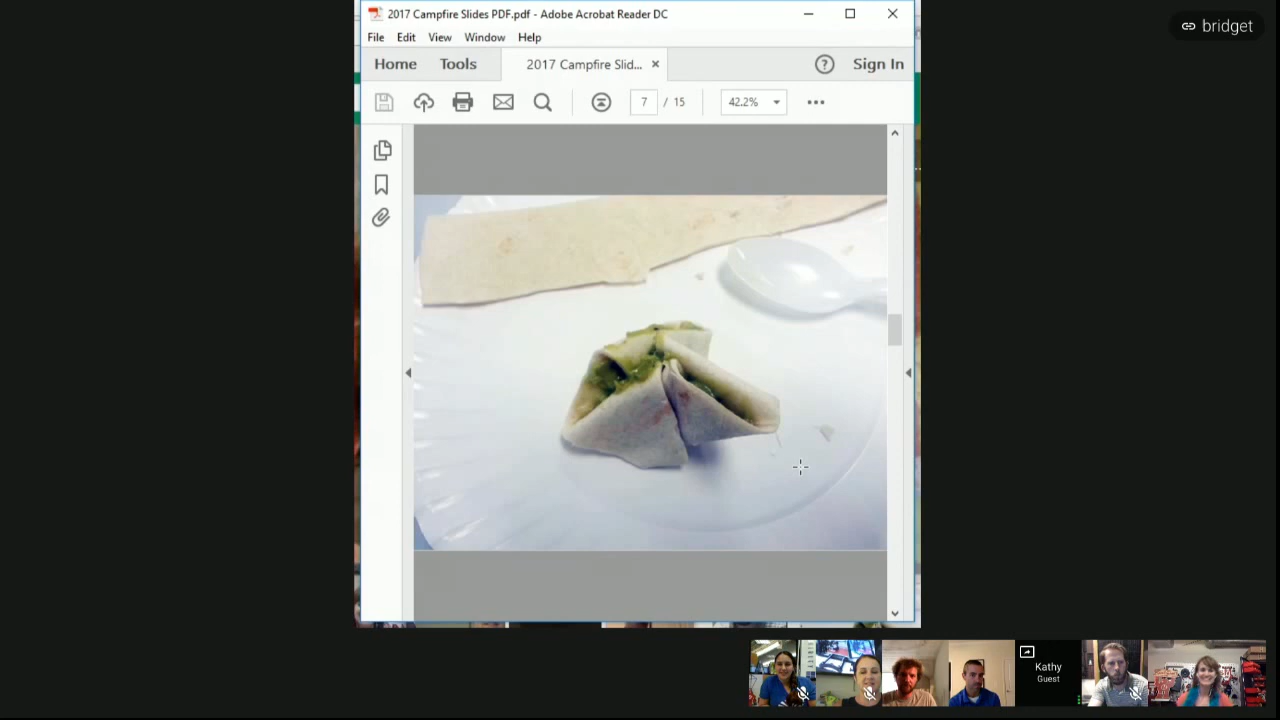 2017 Campfire Slides PDF.pdf - Adobe Acrobat Reader DC
bridget
File Edit View Window Help
Home Tools 2017 Campfire Slid... Sign In
7 / 15 42.2%
Kathy
Guest